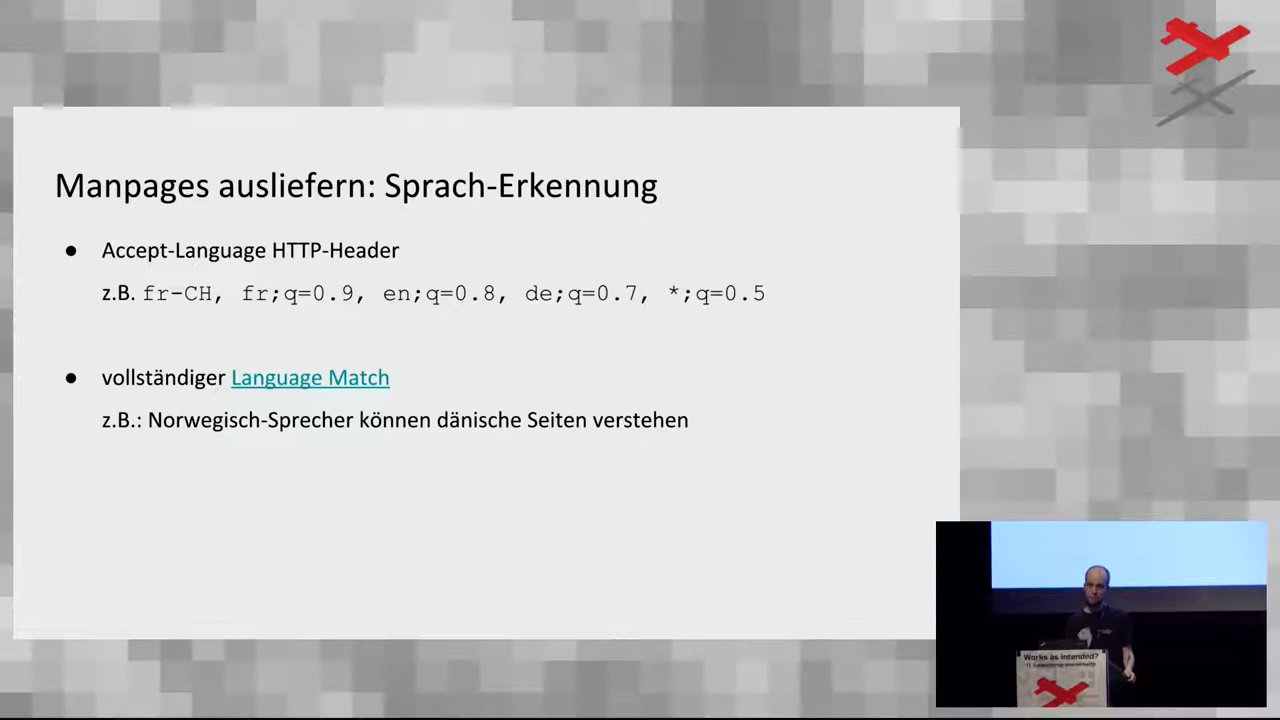 Manpages ausliefern: Sprach-Erkennung
● Accept-Language HTTP-Header
z.B. fr-CH, fr;q=0.9, en;q=0.8, de;q=0.7, *;q=0.5
● vollständiger Language Match
z.B.: Norwegisch-Sprecher können dänische Seiten verstehen
Works as intended?